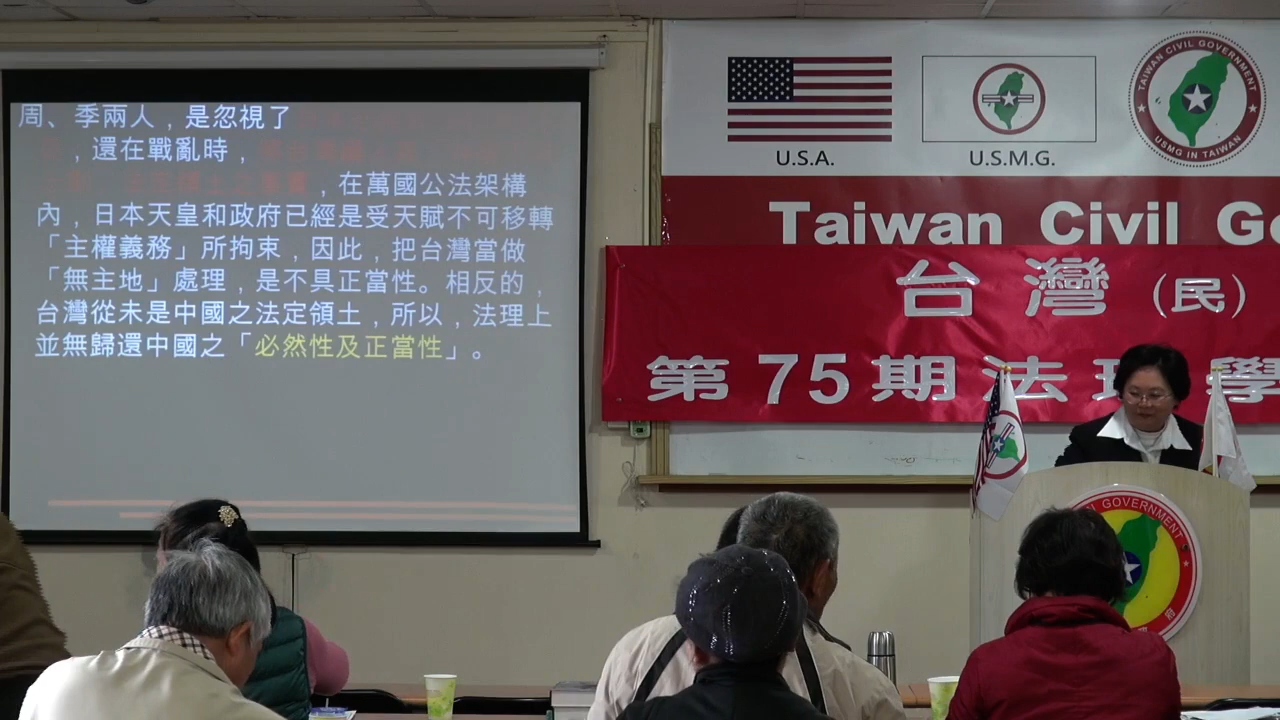 周、季兩人，是忽視了
，還在戰亂時，
，在萬國公法架構
內，日本天皇和政府已經是受天賦不可移轉
「主權義務」所拘束，因此，把台灣當做
「無主地」處理，是不具正當性。相反的，
台灣從未是中國之法定領土，所以，法理上
並無歸還中國之「必然性及正當性」。
U.S.A.
U.S.M.G.
TAIWAN CIVIL GOVERNMENT
USMG IN TAIWAN
Taiwan Civil Go
台灣（民）
第75期法理學
GOVERNMENT